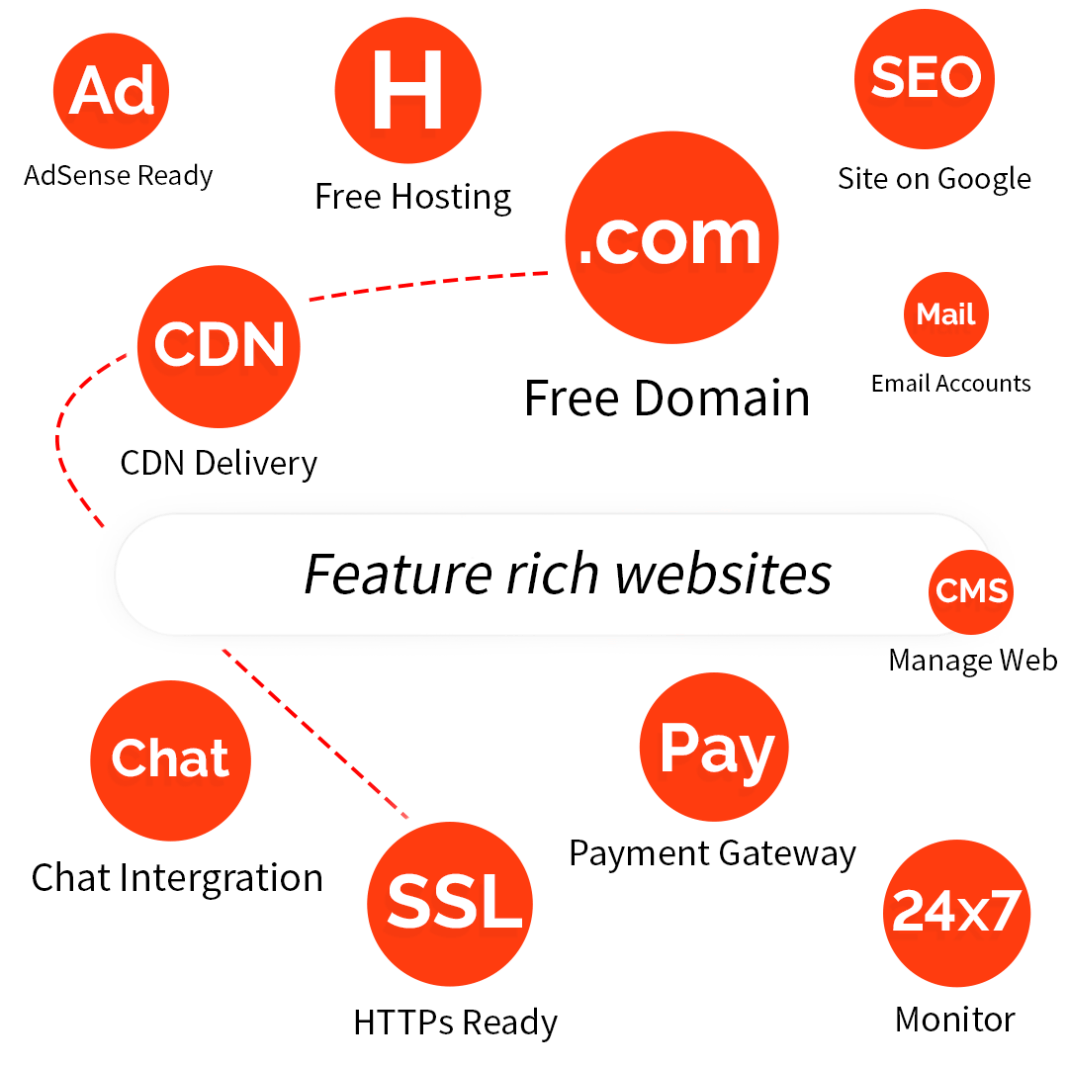 Ad
AdSense Ready
H
Free Hosting
SEO
Site on Google
.com
Free Domain
CDN
CDN Delivery
Mail
Email Accounts
Feature rich websites
CMS
Manage Web
Chat
Chat Intergration
Pay
Payment Gateway
SSL
HTTPs Ready
24x7
Monitor